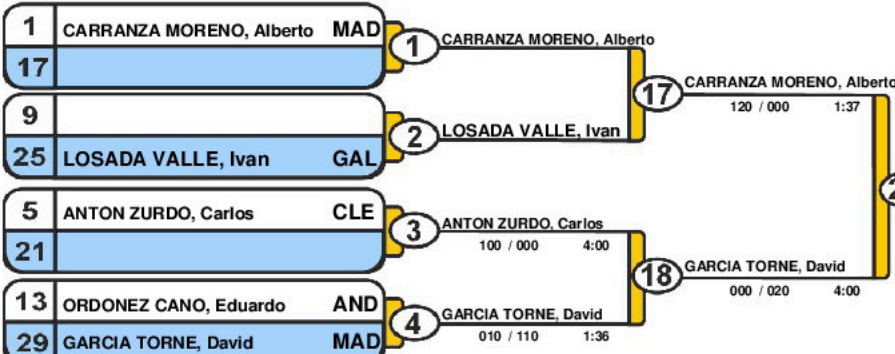 1 CARRANZA MORENO, Alberto MAD
17
1 CARRANZA MORENO, Alberto
9
25 LOSADA VALLE, Ivan GAL
2 LOSADA VALLE, Ivan
17 CARRANZA MORENO, Alberto
120 / 000 1:37
5 ANTON ZURDO, Carlos CLE
21
3 ANTON ZURDO, Carlos
100 / 000 4:00
13 ORDONEZ CANO, Eduardo AND
29 GARCIA TORNE, David MAD
4 GARCIA TORNE, David
010 / 110 1:36
18 GARCIA TORNE, David
000 / 020 4:00